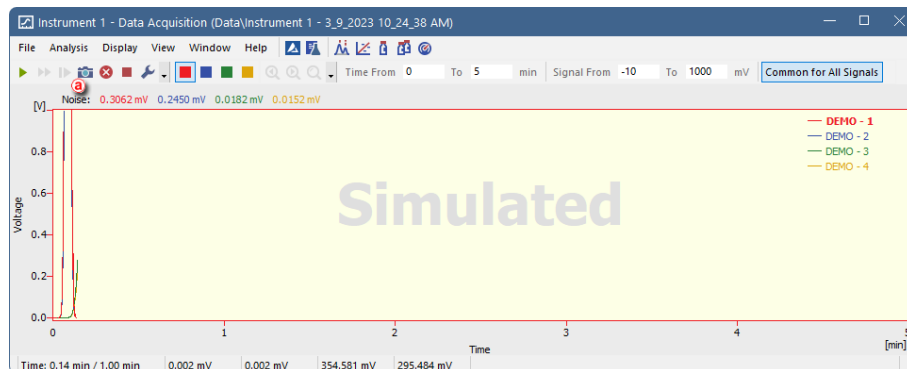 Instrument 1 - Data Acquisition (Data\Instrument 1 - 3_9_2023 10_24_38 AM)
File Analysis Display View Window Help
Time From 0 To 5 min Signal From -10 To 1000 mV Common for All Signals
a
[V] Noise: 0.3062 mV 0.2450 mV 0.0182 mV 0.0152 mV
DEMO - 1
DEMO - 2
DEMO - 3
DEMO - 4
0.8
0.6
0.4
0.2
0.0
Voltage
Simulated
0 1 2 3 4 5
Time [min]
Time: 0.14 min / 1.00 min 0.002 mV 0.002 mV 354.581 mV 295.484 mV